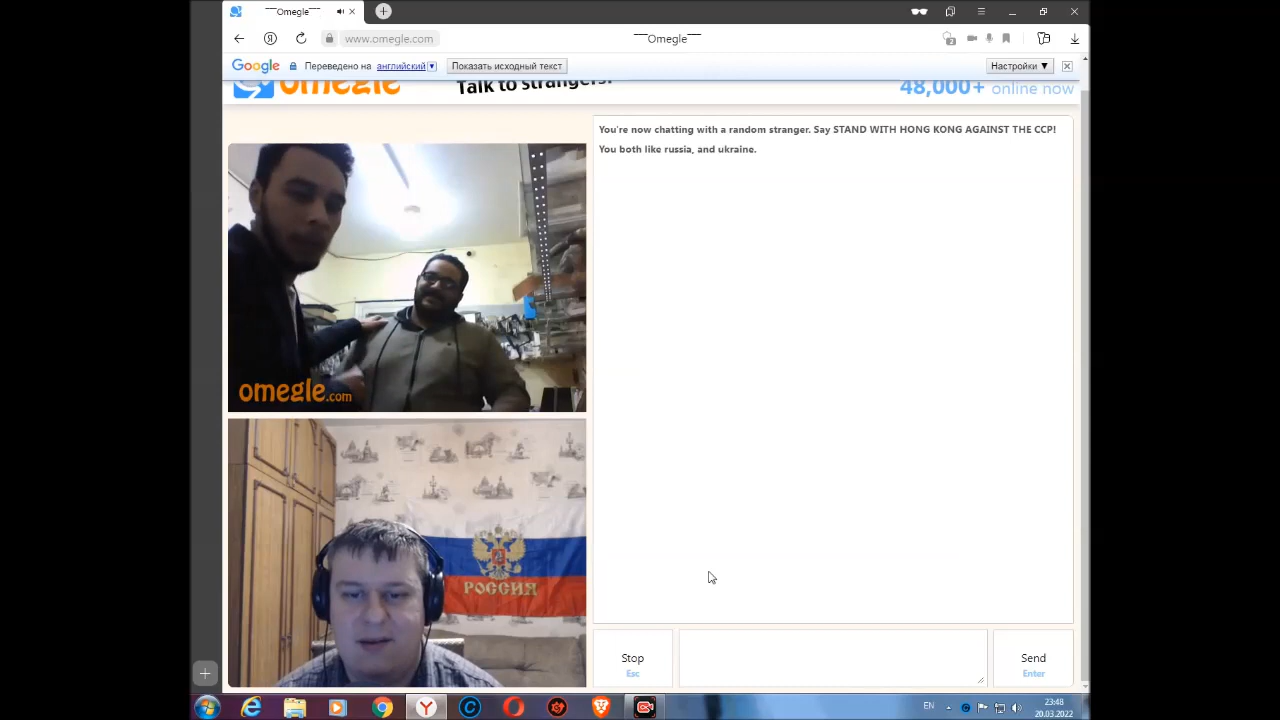 Omegle
www.omegle.com
Omegle
2
Google
Переведено на
английский
Показать исходный текст
Настройки ▼
omegle
Talk to strangers!
48,000+ online now
You're now chatting with a random stranger. Say STAND WITH HONG KONG AGAINST THE CCP!
You both like russia, and ukraine.
omegle.com
РОССИЯ
Stop
Esc
Send
Enter
EN
23:48
20.03.2022